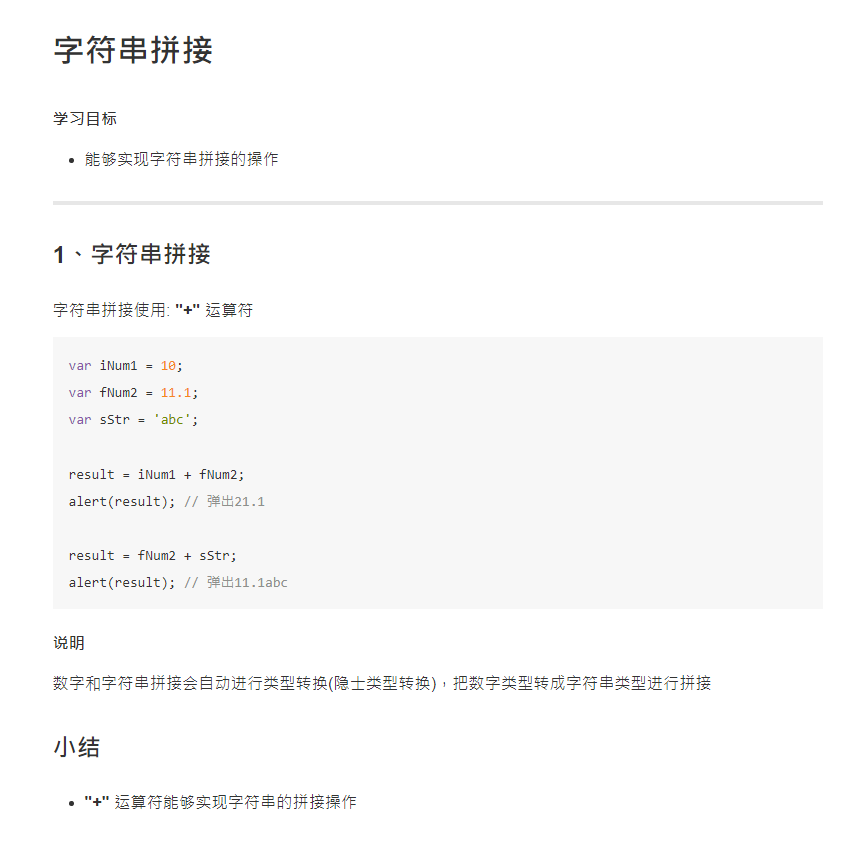 字符串拼接
学习目标
• 能够实现字符串拼接的操作
1、字符串拼接
字符串拼接使用: "+" 运算符
var iNum1 = 10;
var fNum2 = 11.1;
var sStr = 'abc';
result = iNum1 + fNum2;
alert(result); // 弹出21.1
result = fNum2 + sStr;
alert(result); // 弹出11.1abc
说明
数字和字符串拼接会自动进行类型转换(隐士类型转换)，把数字类型转成字符串类型进行拼接
小结
• "+" 运算符能够实现字符串的拼接操作